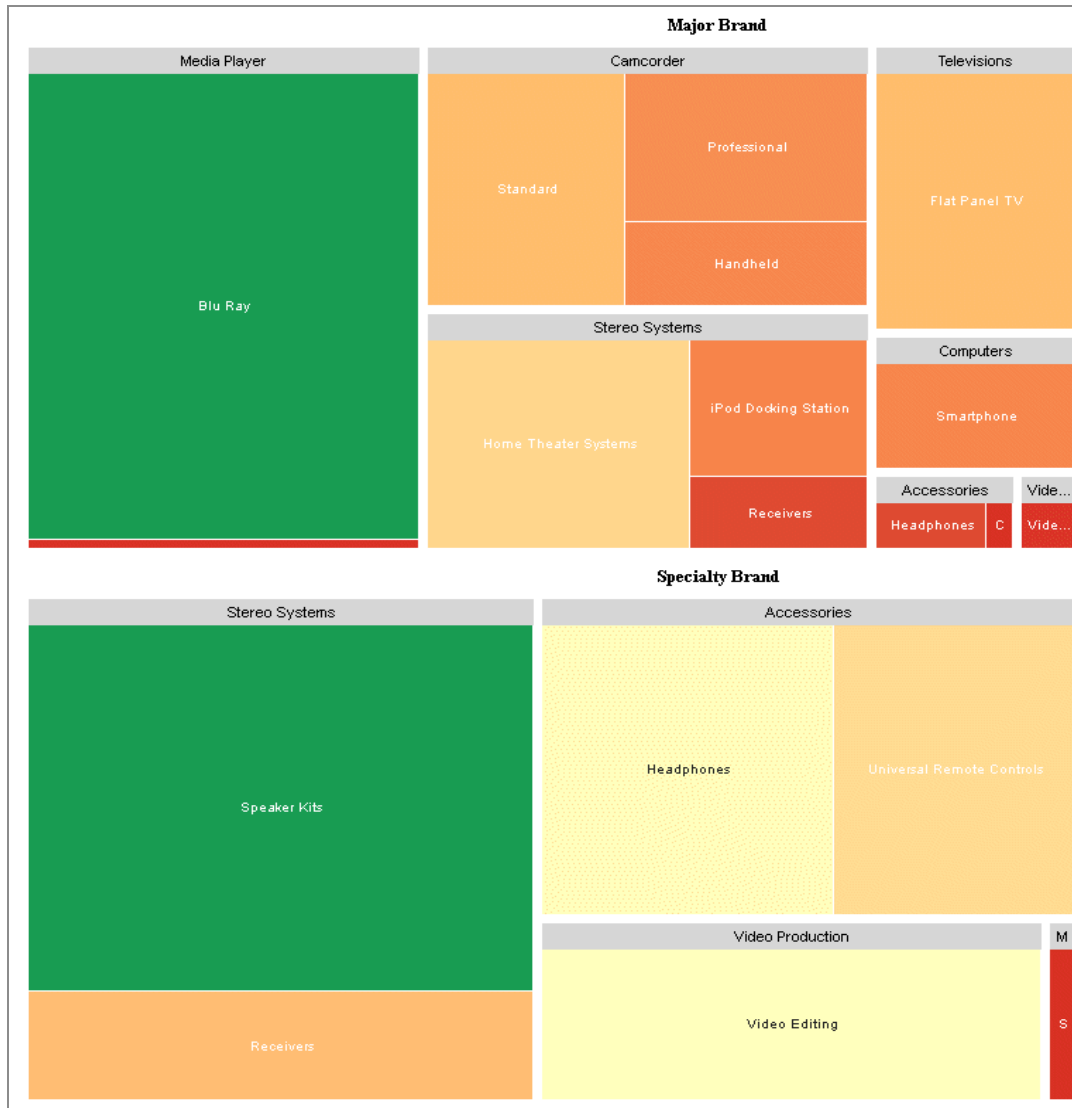 Major Brand
Media Player
Blu Ray
Camcorder
Standard
Professional
Handheld
Stereo Systems
Home Theater Systems
iPod Docking Station
Receivers
Televisions
Flat Panel TV
Computers
Smartphone
Accessories
Headphones
C
Vide...
Vide...
Specialty Brand
Stereo Systems
Speaker Kits
Receivers
Accessories
Headphones
Universal Remote Controls
Video Production
Video Editing
M
S